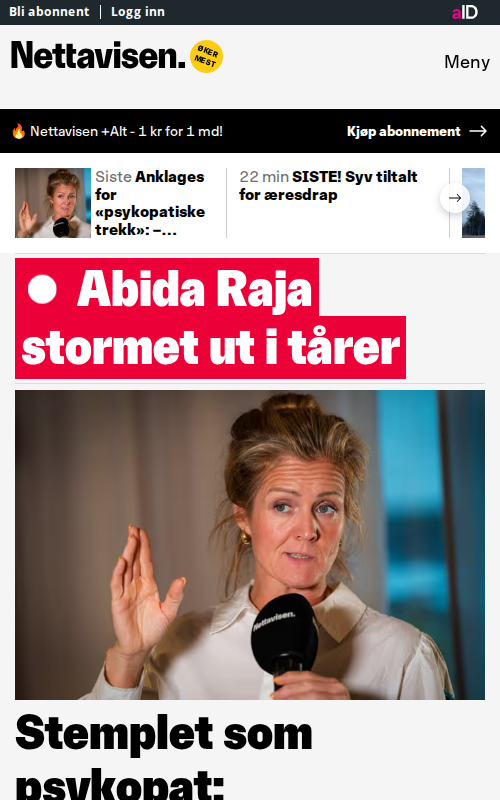 Bli abonnent | Logg inn
aID
Nettavisen.
ØKER
MEST
Meny
🔥 Nettavisen +Alt - 1 kr for 1 md!
Kjøp abonnement →
Siste Anklages
for
«psykopatiske
trekk»: –...
22 min SISTE! Syv tiltalt
for æresdrap
Abida Raja
stormet ut i tårer
Nettavisen.
Stemplet som
psykopat: